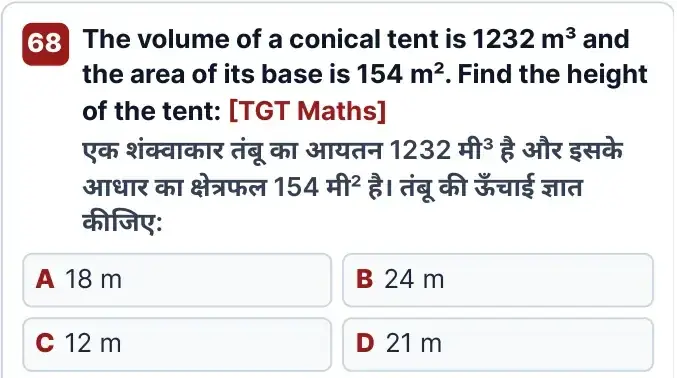 68 The volume of a conical tent is 1232 m³ and
the area of its base is 154 m². Find the height
of the tent: [TGT Maths]
एक शंक्वाकार तंबू का आयतन 1232 मी³ है और इसके
आधार का क्षेत्रफल 154 मी² है। तंबू की ऊँचाई ज्ञात
कीजिए:
A 18 m
B 24 m
C 12 m
D 21 m